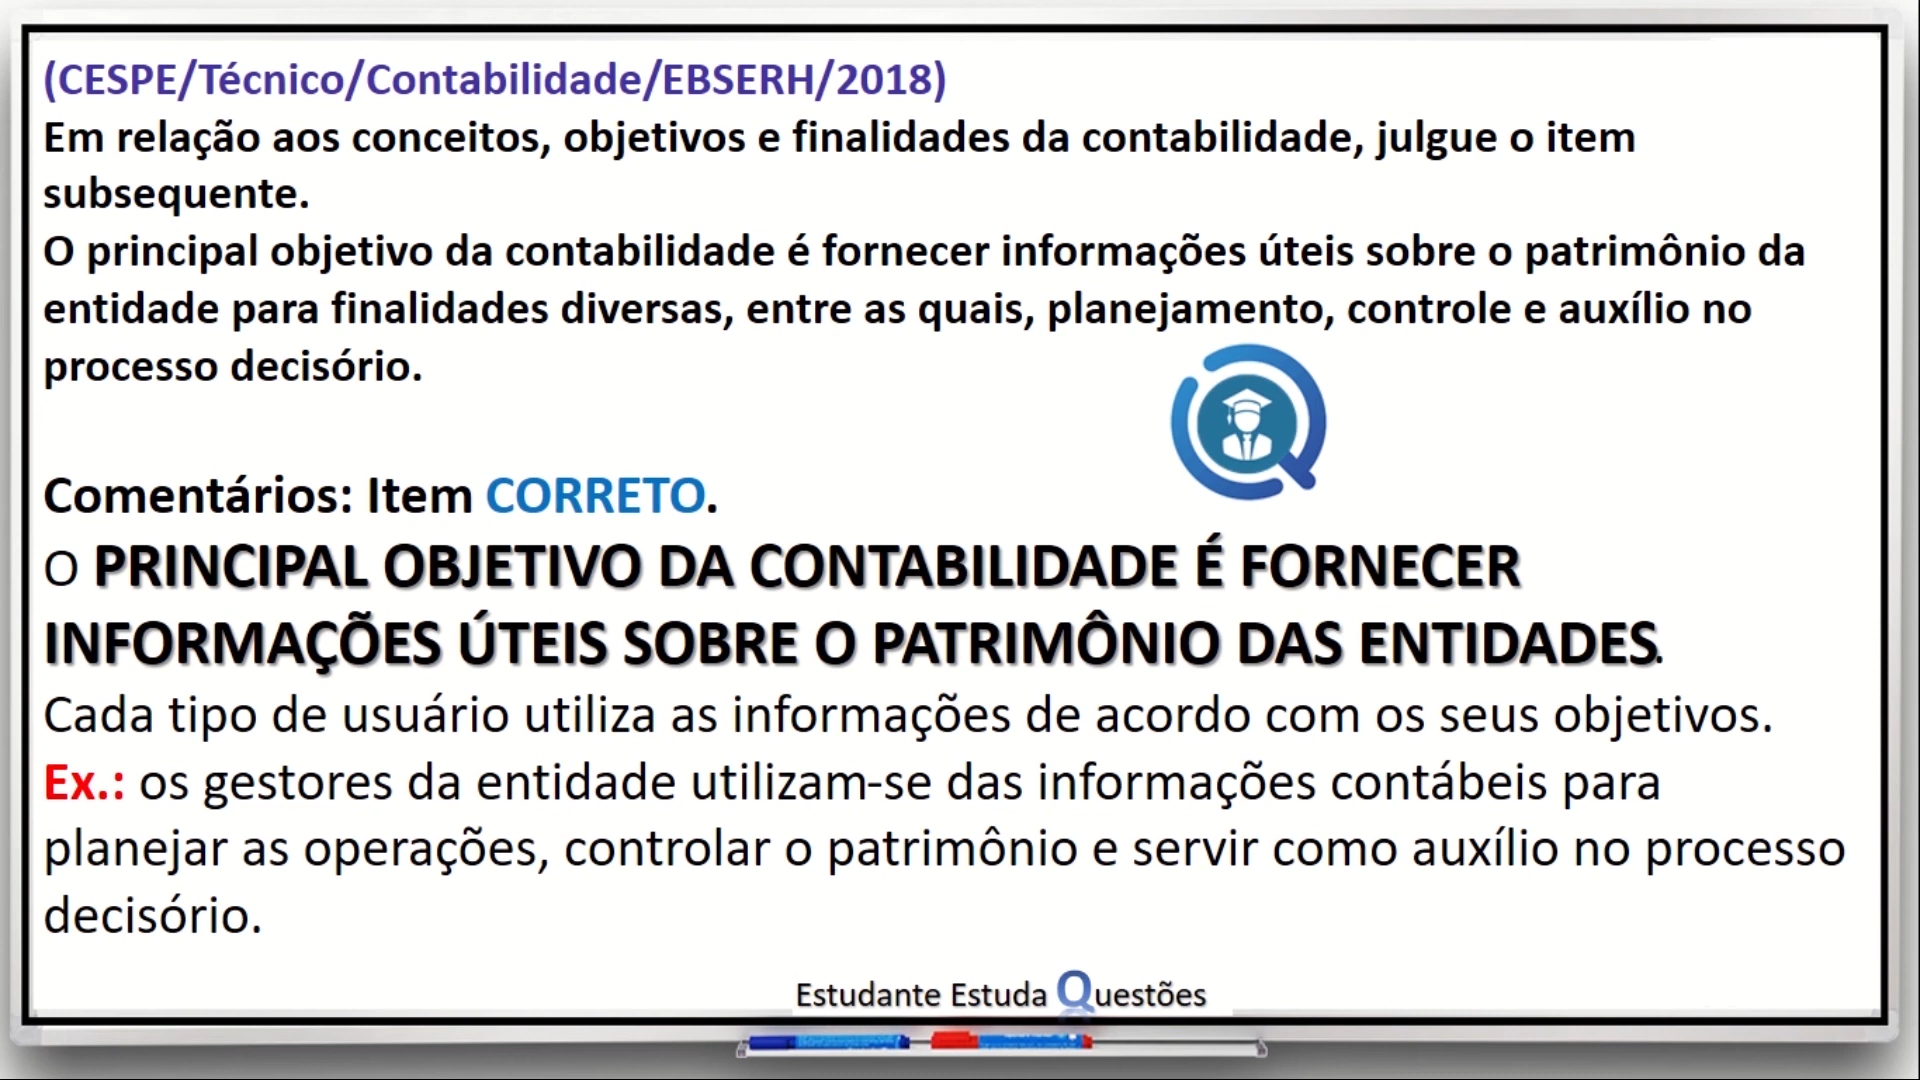 (CESPE/Técnico/Contabilidade/EBSERH/2018)
Em relação aos conceitos, objetivos e finalidades da contabilidade, julgue o item
subsequente.
O principal objetivo da contabilidade é fornecer informações úteis sobre o patrimônio da
entidade para finalidades diversas, entre as quais, planejamento, controle e auxílio no
processo decisório.
Comentários: Item CORRETO.
O PRINCIPAL OBJETIVO DA CONTABILIDADE É FORNECER
INFORMAÇÕES ÚTEIS SOBRE O PATRIMÔNIO DAS ENTIDADES.
Cada tipo de usuário utiliza as informações de acordo com os seus objetivos.
Ex.: os gestores da entidade utilizam-se das informações contábeis para
planejar as operações, controlar o patrimônio e servir como auxílio no processo
decisório.
Estudante Estuda Questões